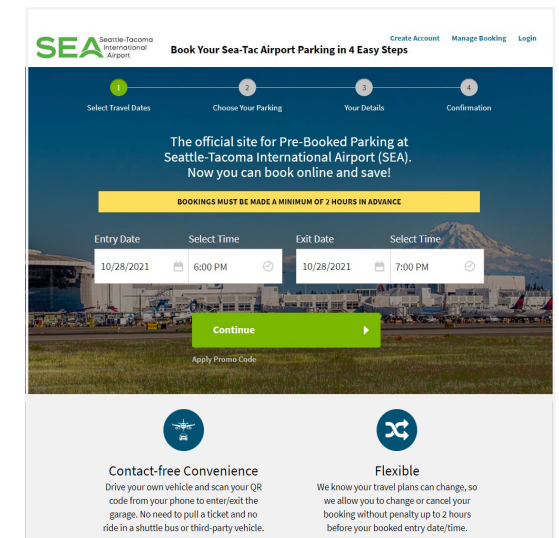 SEA Seattle-Tacoma
International
Airport
Create Account Manage Booking Login
Book Your Sea-Tac Airport Parking in 4 Easy Steps
1 2 3 4
Select Travel Dates Choose Your Parking Your Details Confirmation
The official site for Pre-Booked Parking at
Seattle-Tacoma International Airport (SEA).
Now you can book online and save!
BOOKINGS MUST BE MADE A MINIMUM OF 2 HOURS IN ADVANCE
Entry Date Select Time Exit Date Select Time
10/28/2021 6:00 PM 10/28/2021 7:00 PM
Continue
Apply Promo Code
Contact-free Convenience
Drive your own vehicle and scan your QR
code from your phone to enter/exit the
garage. No need to pull a ticket and no
ride in a shuttle bus or third-party vehicle.
Flexible
We know your travel plans can change, so
we allow you to change or cancel your
booking without penalty up to 2 hours
before your booked entry date/time.